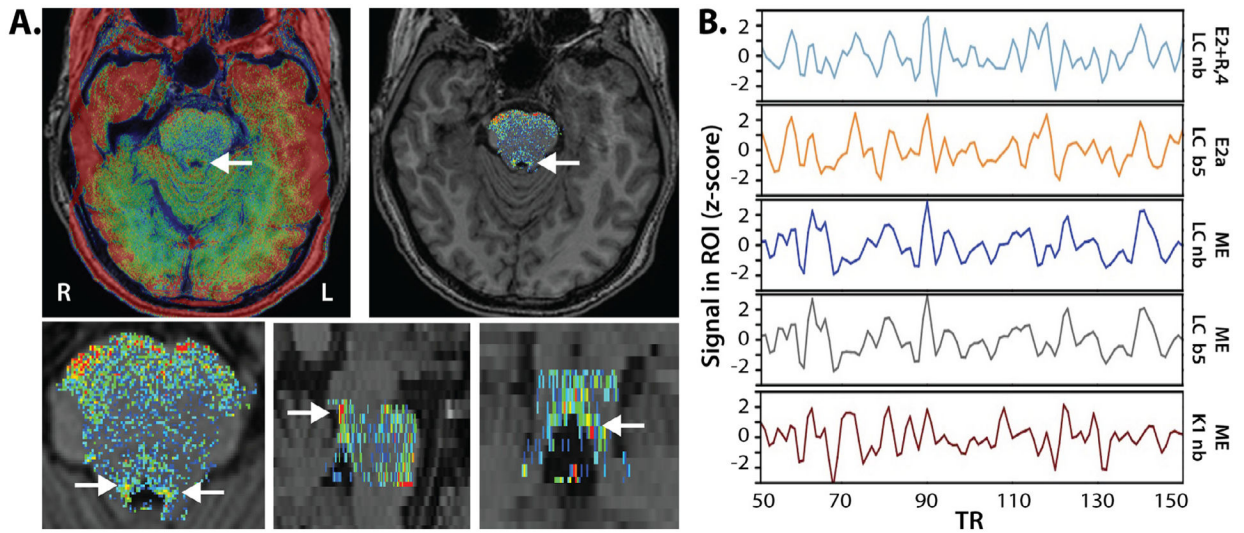 A.
R
L
B.
Signal in ROI (z-score)
2
0
-2
E2+R,4
LC nb
2
0
-2
E2a
LC b5
2
0
-2
ME
LC nb
2
0
-2
ME
LC b5
2
0
-2
ME
K1 nb
50 70 90 110 130 150
TR